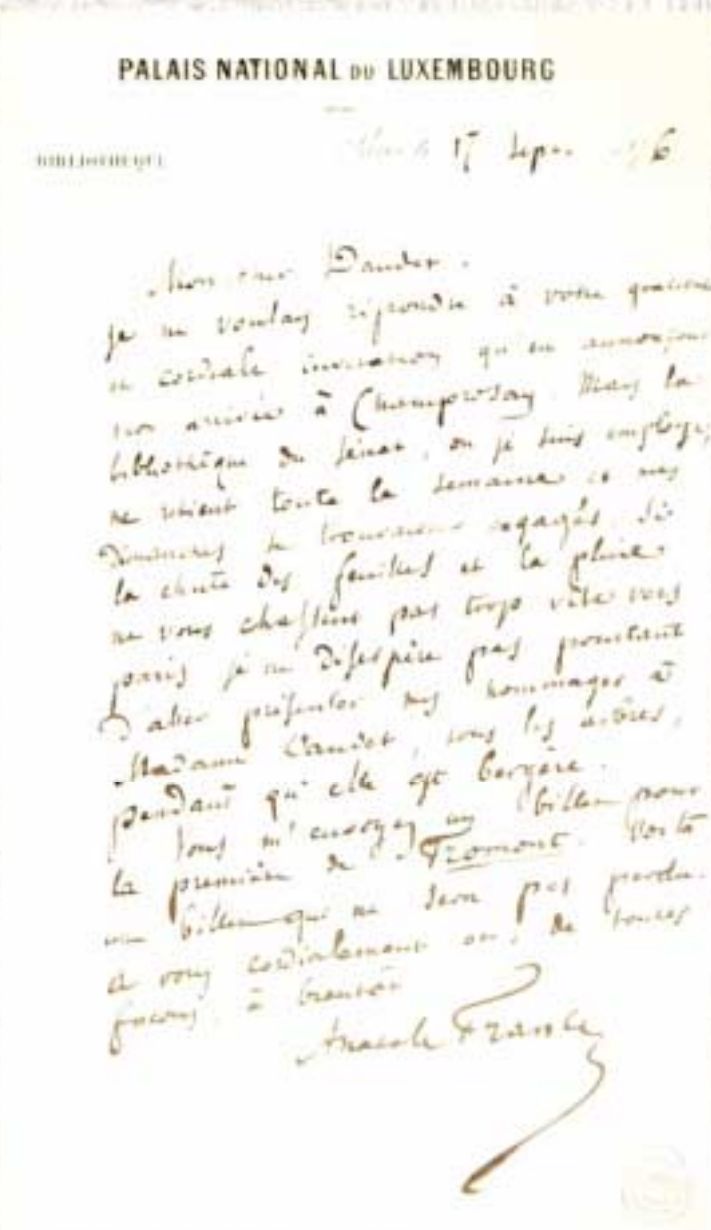 PALAIS NATIONAL DU LUXEMBOURG
BIBLIOTHÈQUE
17 Sept. 6
Mon cher Daudet.
je ne voulais répondre à votre gracieuse
et cordiale invitation qu'en annonçant
mon arrivée à Champrosay. Mais la
bibliothèque du Sénat, où je suis employé,
me retient toute la semaine et mes
dimanches se trouvaient engagés. Si
la chute des feuilles et la pluie
ne vous chassent pas trop vite vers
paris je ne désespère pas pourtant
d'aller présenter mes hommages à
Madame Daudet, sous les arbres,
pendant qu'elle est bergère.
Vous m'envoyez un billet pour
la première de Fromont. Voilà
un billet qui ne sera pas perdu.
à vous cordialement et, de toutes
façons, à bientôt
Anatole France